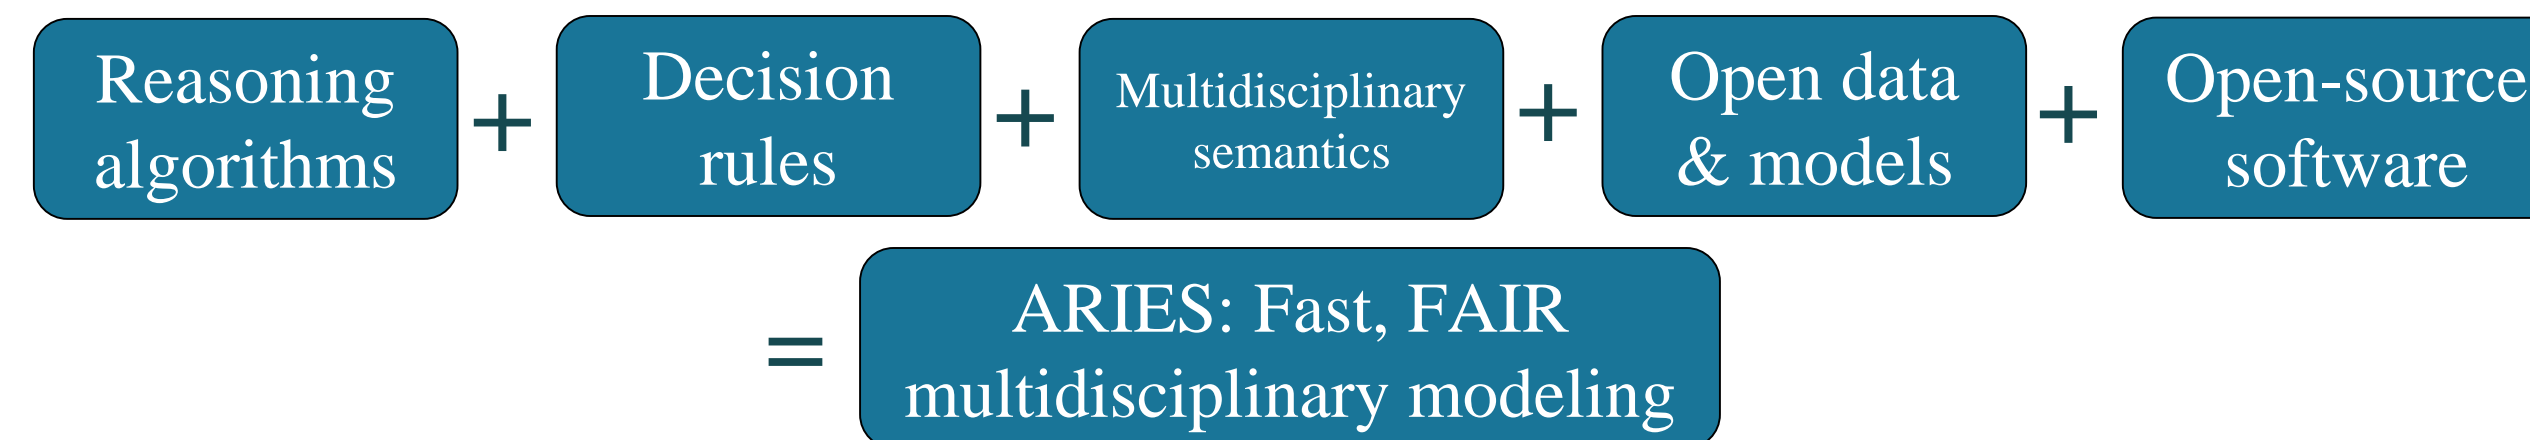 Reasoning
algorithms
+
Decision
rules
+
Multidisciplinary
semantics
+
Open data
& models
+
Open-source
software
=
ARIES: Fast, FAIR
multidisciplinary modeling